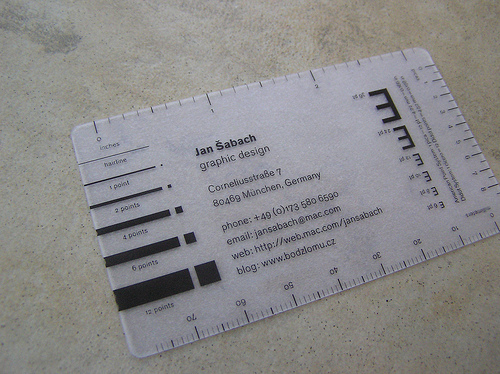 0 1 2
inches
hairline
1 point
2 points
4 points
6 points
12 points
Jan Šabach
graphic design
Corneliusstraße 7
80469 München, Germany
phone: +49 (0)173 580 6590
email: jansabach@mac.com
web: http://web.mac.com/jansabach
blog: www.bodzlomu.cz
E
E
E
E
E
E
millimeters
70 60 50 40 30 20 10